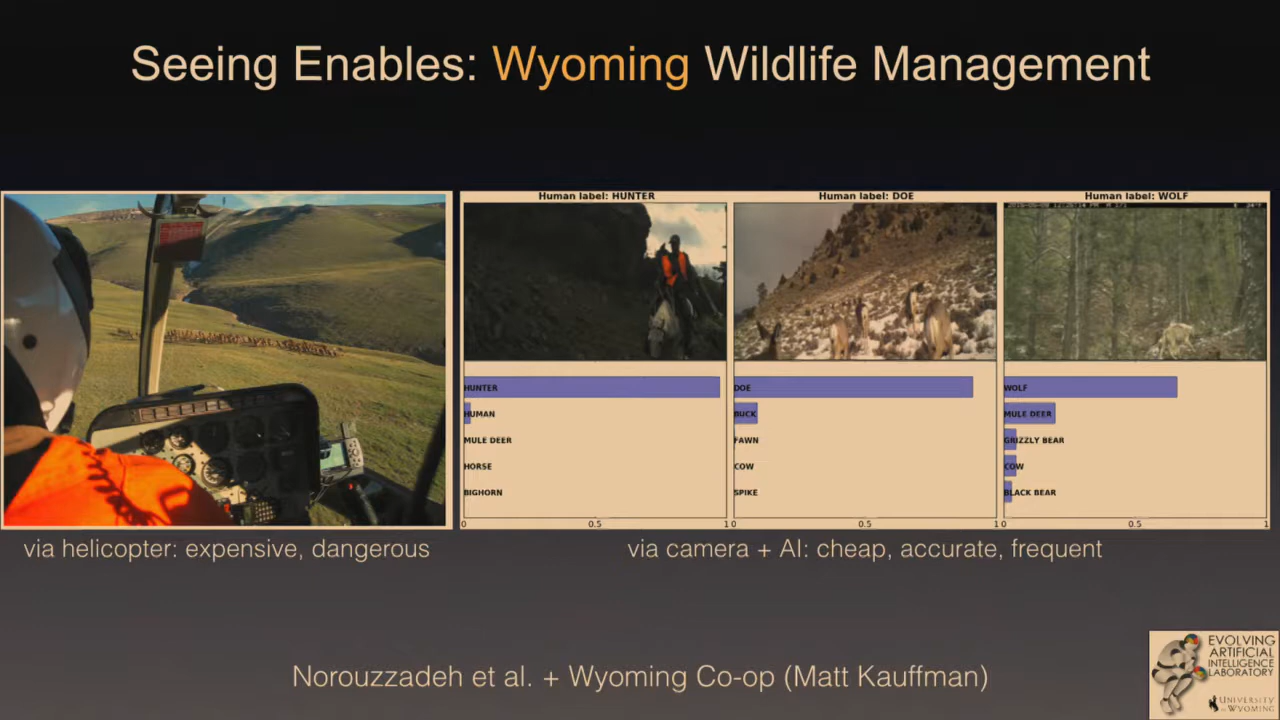 Seeing Enables: Wyoming Wildlife Management
Human label: HUNTER
HUNTER
HUMAN
MULE DEER
HORSE
BIGHORN
0 0.5 1
Human label: DOE
DOE
BUCK
FAWN
COW
SPIKE
0 0.5 1
Human label: WOLF
WOLF
MULE DEER
GRIZZLY BEAR
COW
BLACK BEAR
0 0.5 1
via helicopter: expensive, dangerous
via camera + AI: cheap, accurate, frequent
Norouzzadeh et al. + Wyoming Co-op (Matt Kauffman)
EVOLVING
ARTIFICIAL
INTELLIGENCE
LABORATORY
UNIVERSITY
OF WYOMING